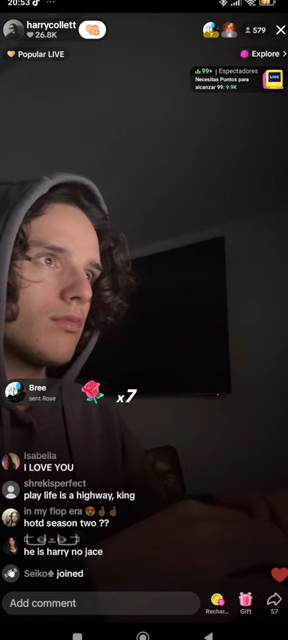 20:53
harrycollett
26.8K
579
Popular LIVE
Explore >
99+ | Espectadores
Necesitas Puntos para
alcanzar 99: 9.9K
LIVE
Bree
sent Rose
x7
isabella
I LOVE YOU
shrekisperfect
play life is a highway, king
in my flop era 😍🤞🏼🤞🏼
hotd season two ??
he is harry no jace
Seiko♠ joined
Add comment
Rechar...
Gift
57